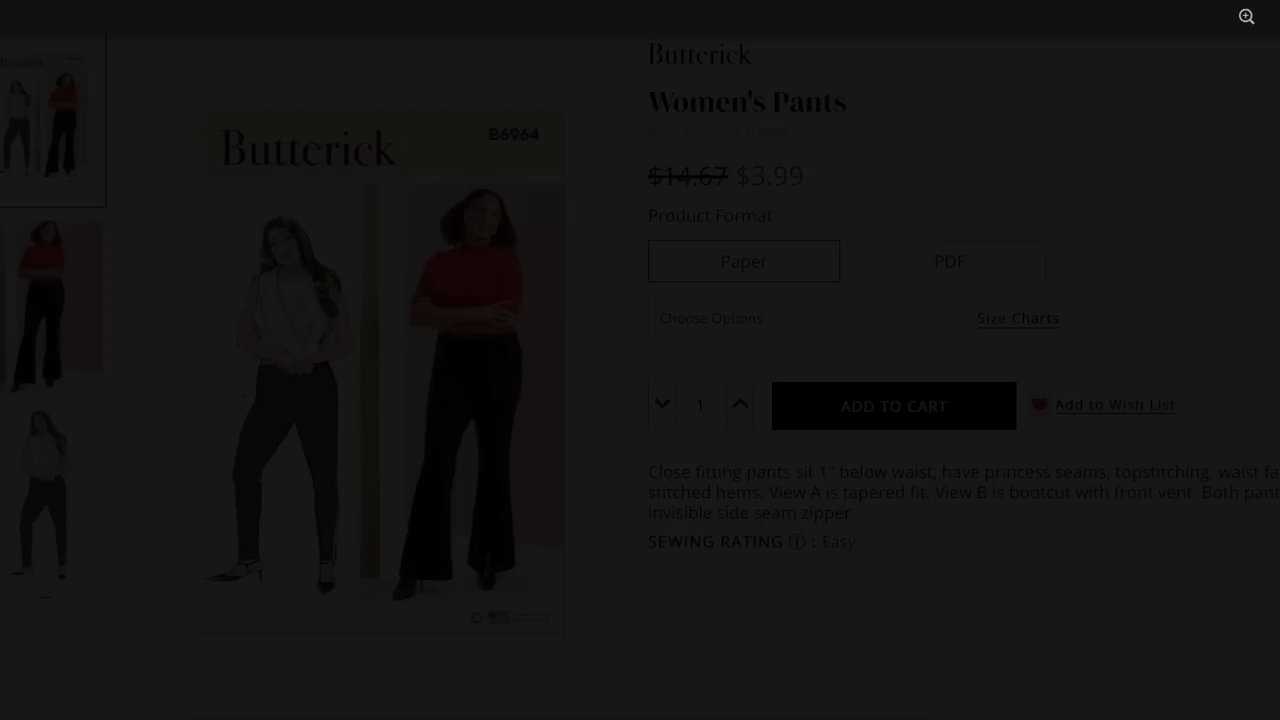 Butterick
Women's Pants
$14.67 $3.99
Product Format
Paper PDF
Choose Options Size Charts
1 ADD TO CART Add to Wish List
Close fitting pants sit 1" below waist, have princess seams, topstitching, waist fa
stitched hems. View A is tapered fit. View B is bootcut with front vent. Both pant
invisible side seam zipper.
SEWING RATING ⓘ : Easy
Butterick B6964